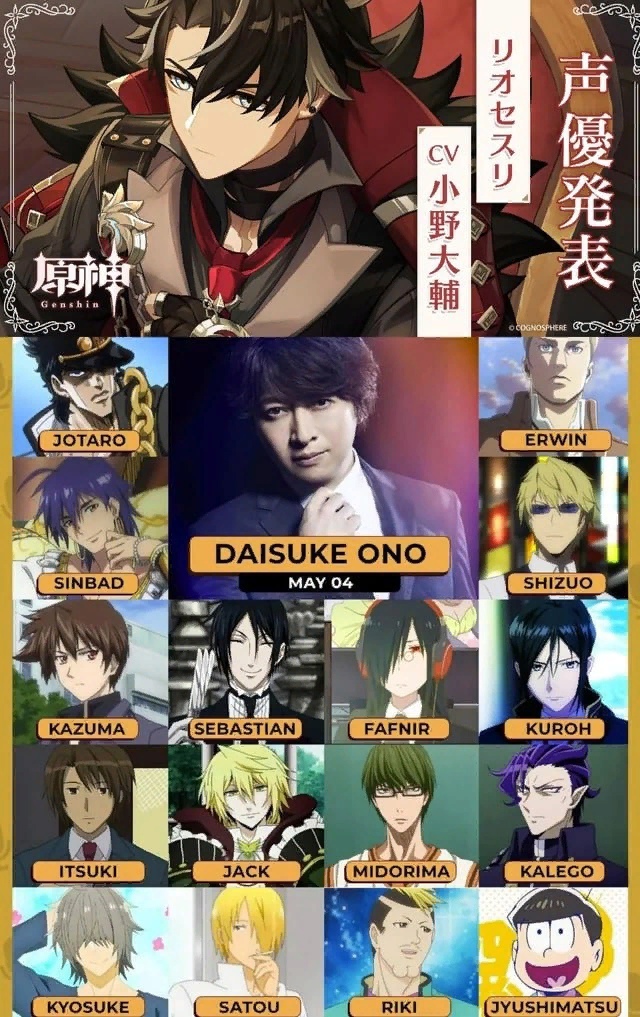 声優発表
リオセスリ
CV 小野大輔
原神
Genshin
© COGNOSPHERE
JOTARO
ERWIN
SINBAD
DAISUKE ONO
MAY 04
SHIZUO
KAZUMA
SEBASTIAN
FAFNIR
KUROH
ITSUKI
JACK
MIDORIMA
KALEGO
KYOSUKE
SATOU
RIKI
JYUSHIMATSU